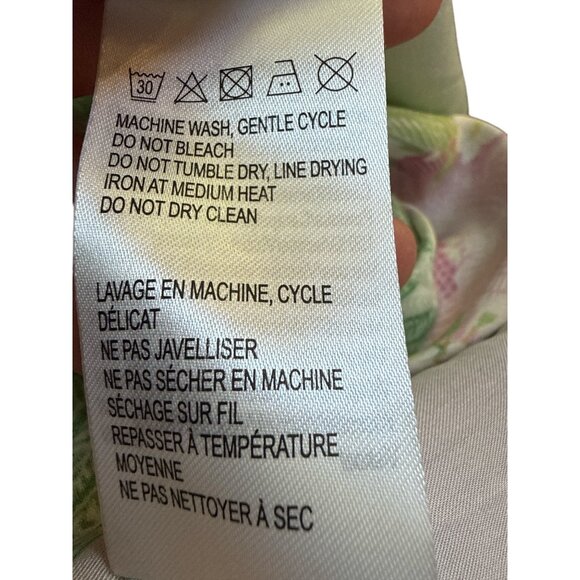 30
MACHINE WASH, GENTLE CYCLE
DO NOT BLEACH
DO NOT TUMBLE DRY, LINE DRYING
IRON AT MEDIUM HEAT
DO NOT DRY CLEAN
LAVAGE EN MACHINE, CYCLE
DÉLICAT
NE PAS JAVELLISER
NE PAS SÉCHER EN MACHINE
SÉCHAGE SUR FIL
REPASSER À TEMPÉRATURE
MOYENNE
NE PAS NETTOYER À SEC